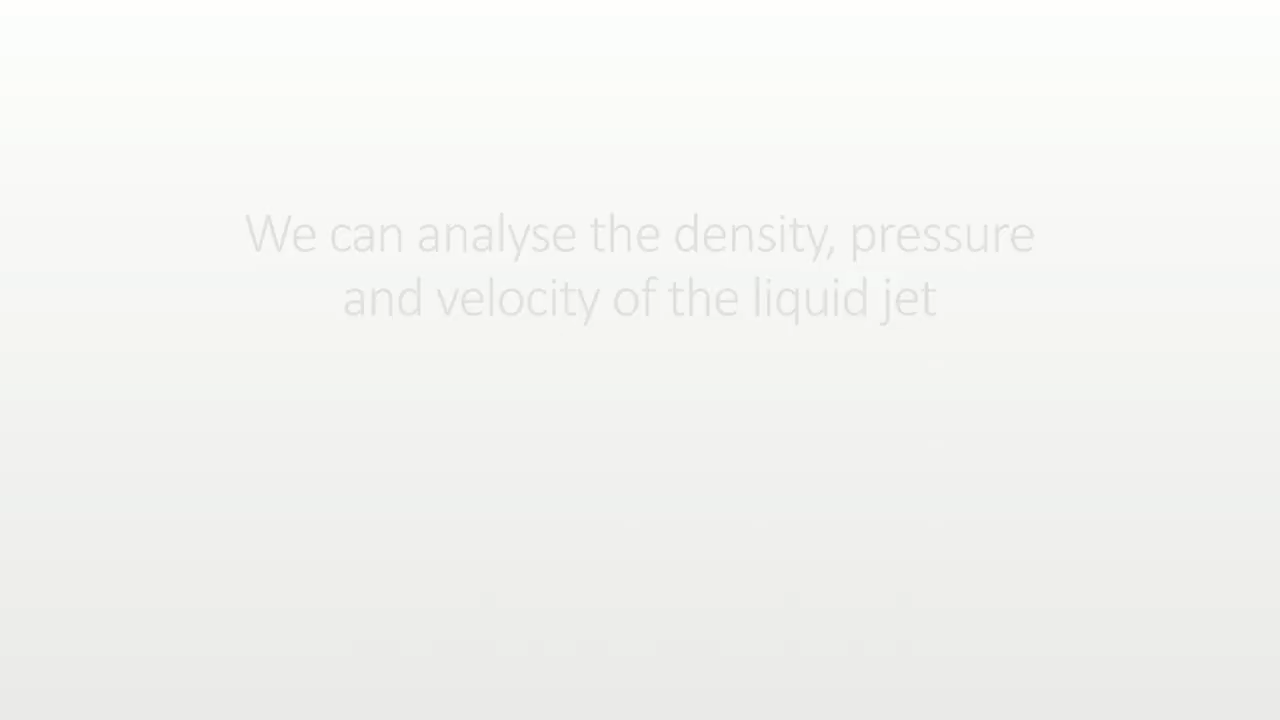 We can analyse the density, pressure
and velocity of the liquid jet